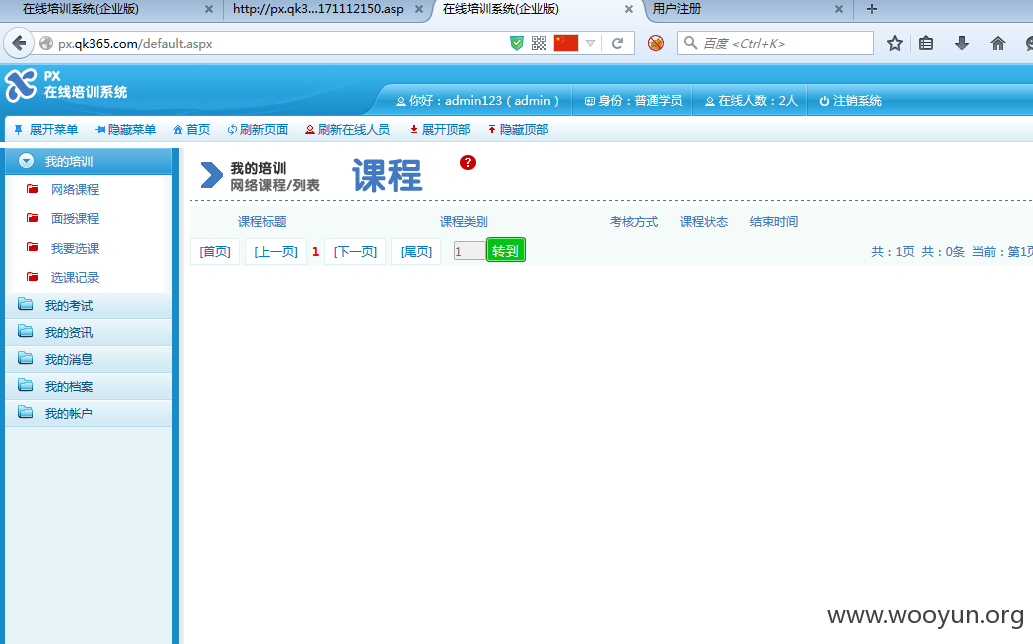 在线培训系统(企业版) × http://px.qk3...171112150.asp × 在线培训系统(企业版) × 用户注册 × +
px.qk365.com/default.aspx 百度 <Ctrl+K>
PX
在线培训系统
你好：admin123（admin） 身份：普通学员 在线人数：2人 注销系统
展开菜单 隐藏菜单 首页 刷新页面 刷新在线人员 展开顶部 隐藏顶部
我的培训
网络课程
面授课程
我要选课
选课记录
我的考试
我的资讯
我的消息
我的档案
我的帐户
我的培训
网络课程/列表
课程
?
课程标题 课程类别 考核方式 课程状态 结束时间
[首页] [上一页] 1 [下一页] [尾页] 1 转到 共：1页 共：0条 当前：第1页
www.wooyun.org